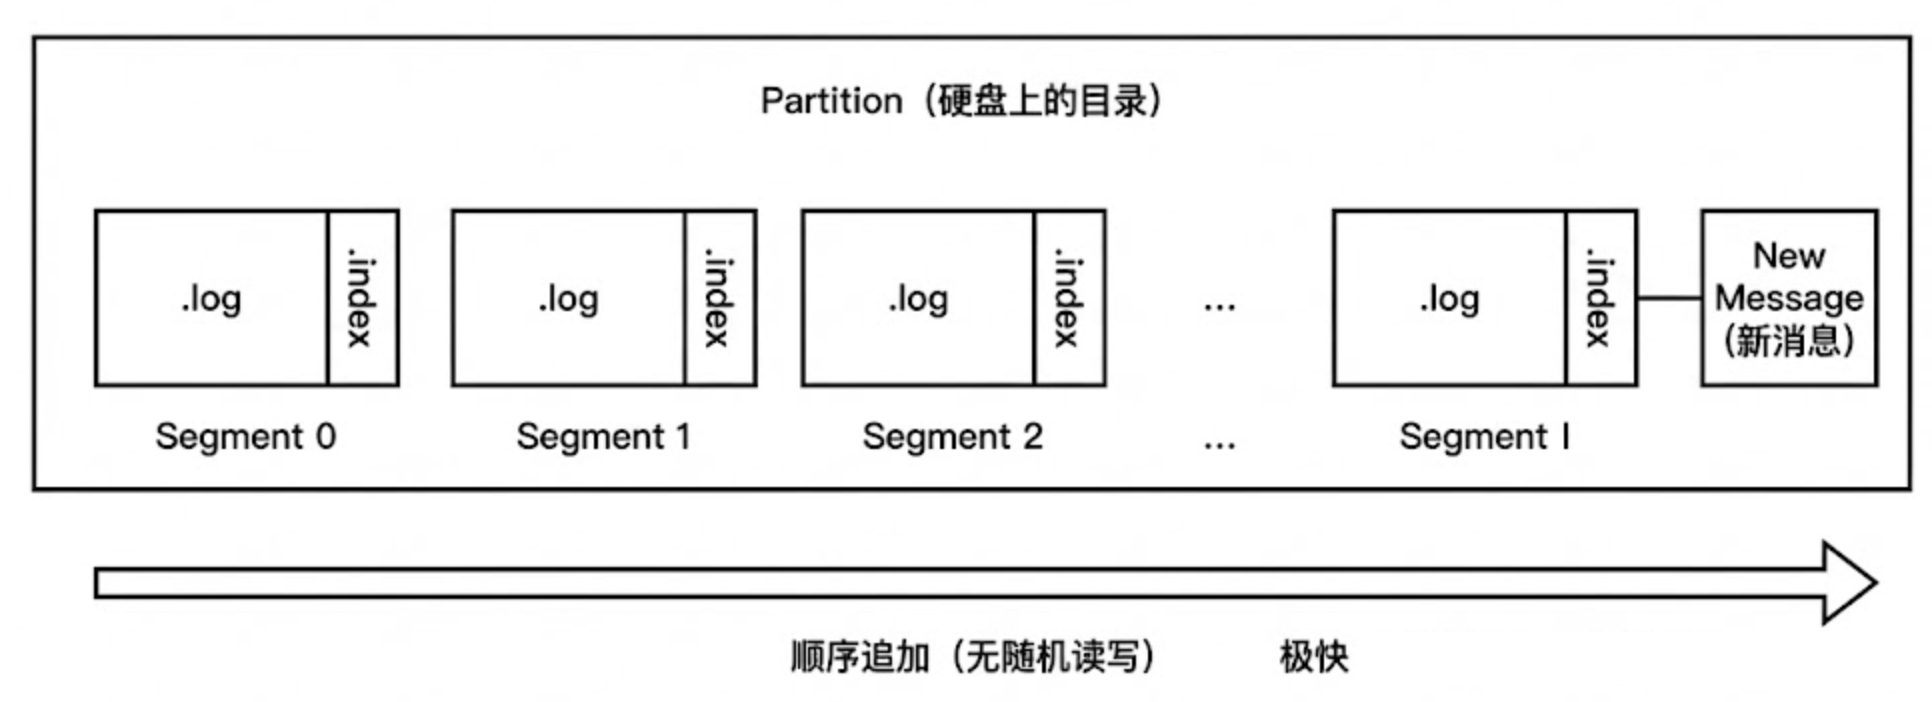 Partition（硬盘上的目录）
.log
.index
.log
.index
.log
.index
...
.log
.index
New
Message
（新消息）
Segment 0
Segment 1
Segment 2
...
Segment I
顺序追加（无随机读写）
极快